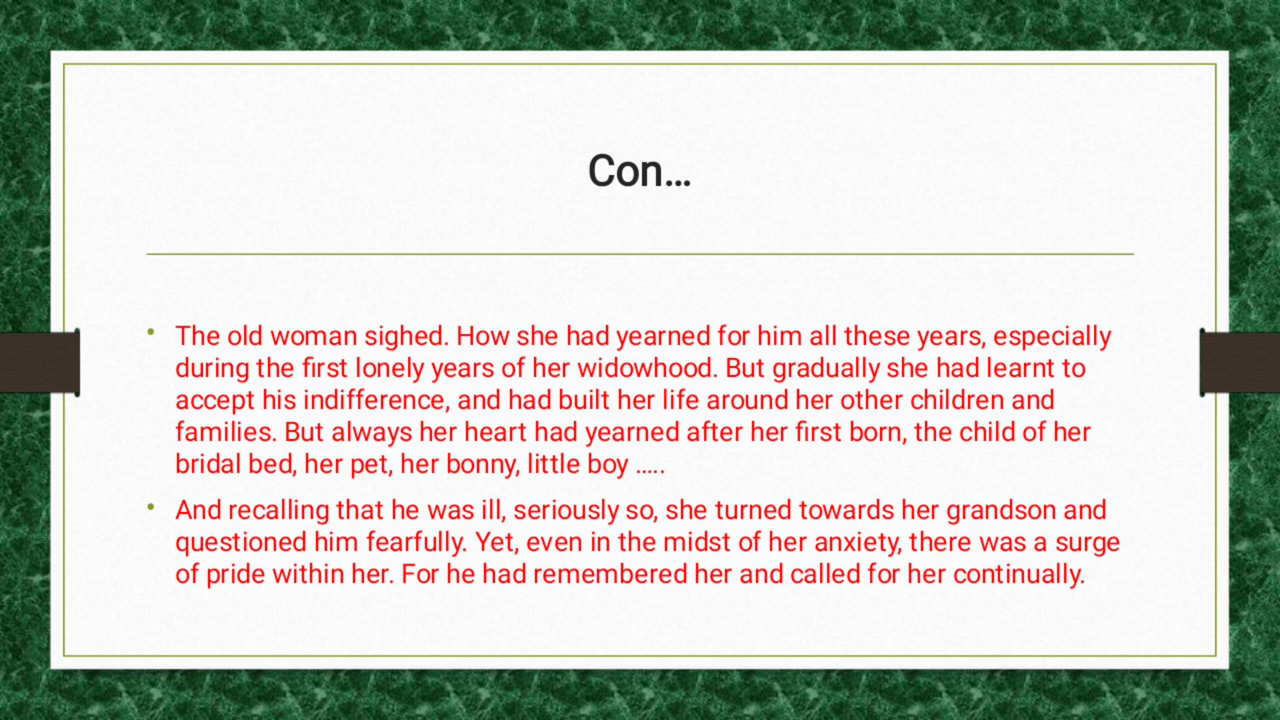 Con...
• The old woman sighed. How she had yearned for him all these years, especially
during the first lonely years of her widowhood. But gradually she had learnt to
accept his indifference, and had built her life around her other children and
families. But always her heart had yearned after her first born, the child of her
bridal bed, her pet, her bonny, little boy .....
• And recalling that he was ill, seriously so, she turned towards her grandson and
questioned him fearfully. Yet, even in the midst of her anxiety, there was a surge
of pride within her. For he had remembered her and called for her continually.